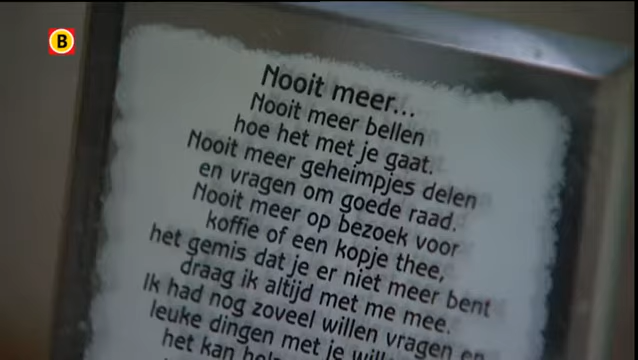 B
Nooit meer...
Nooit meer bellen
hoe het met je gaat.
Nooit meer geheimpjes delen
en vragen om goede raad.
Nooit meer op bezoek voor
koffie of een kopje thee,
het gemis dat je er niet meer bent
draag ik altijd met me mee.
Ik had nog zoveel willen vragen en
leuke dingen met je
het kan